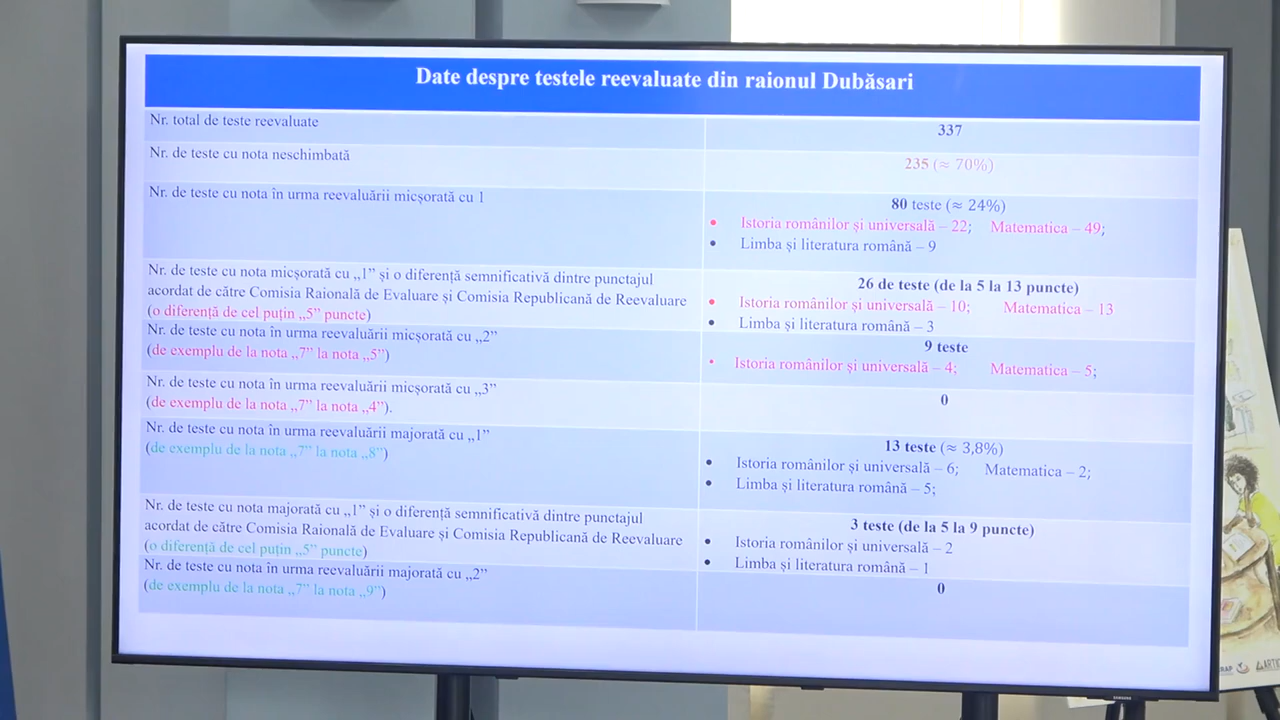 Date despre testele reevaluate din raionul Dubăsari
Nr. total de teste reevaluate
337
Nr. de teste cu nota neschimbată
235 (≈ 70%)
Nr. de teste cu nota în urma reevaluării micșorată cu 1
80 teste (≈ 24%)
• Istoria românilor și universală – 22; Matematica – 49;
• Limba și literatura română – 9
Nr. de teste cu nota micșorată cu „1” și o diferență semnificativă dintre punctajul
acordat de către Comisia Raională de Evaluare și Comisia Republicană de Reevaluare
(o diferență de cel puțin „5” puncte)
26 de teste (de la 5 la 13 puncte)
• Istoria românilor și universală – 10; Matematica – 13
• Limba și literatura română – 3
Nr. de teste cu nota în urma reevaluării micșorată cu „2”
(de exemplu de la nota „7” la nota „5”)
9 teste
• Istoria românilor și universală – 4; Matematica – 5;
Nr. de teste cu nota în urma reevaluării micșorată cu „3”
(de exemplu de la nota „7” la nota „4”).
0
Nr. de teste cu nota în urma reevaluării majorată cu „1”
(de exemplu de la nota „7” la nota „8”)
13 teste (≈ 3,8%)
• Istoria românilor și universală – 6; Matematica – 2;
• Limba și literatura română – 5;
Nr. de teste cu nota majorată cu „1” și o diferență semnificativă dintre punctajul
acordat de către Comisia Raională de Evaluare și Comisia Republicană de Reevaluare
(o diferență de cel puțin „5” puncte)
3 teste (de la 5 la 9 puncte)
• Istoria românilor și universală – 2
• Limba și literatura română – 1
Nr. de teste cu nota în urma reevaluării majorată cu „2”
(de exemplu de la nota „7” la nota „9”)
0
SAMSUNG